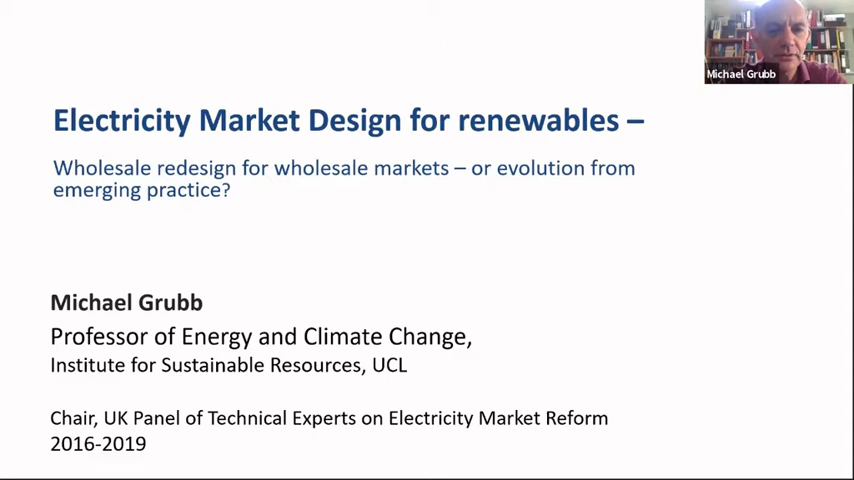 Michael Grubb
Electricity Market Design for renewables –
Wholesale redesign for wholesale markets – or evolution from
emerging practice?
Michael Grubb
Professor of Energy and Climate Change,
Institute for Sustainable Resources, UCL
Chair, UK Panel of Technical Experts on Electricity Market Reform
2016-2019